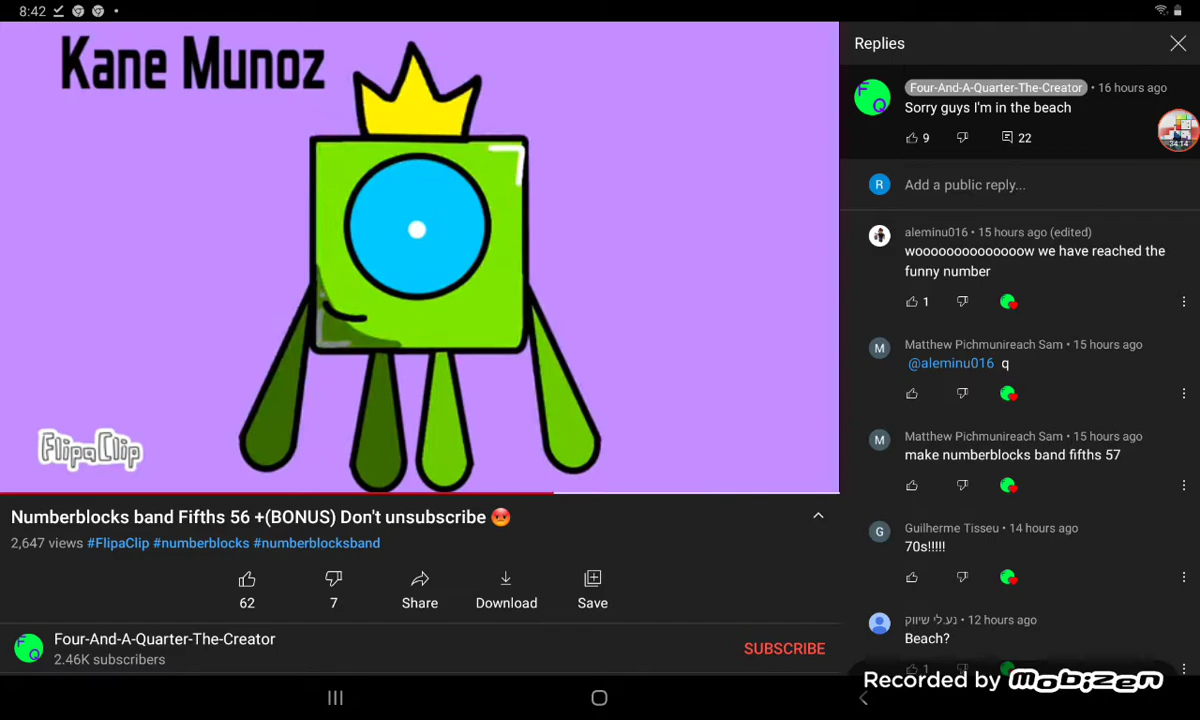 8:42
Kane Munoz
FlipaClip
Numberblocks band Fifths 56 +(BONUS) Don't unsubscribe 😡
2,647 views #FlipaClip #numberblocks #numberblocksband
62
7
Share
Download
Save
F
Q
Four-And-A-Quarter-The-Creator
2.46K subscribers
SUBSCRIBE
Replies
F
Q
Four-And-A-Quarter-The-Creator • 16 hours ago
Sorry guys I'm in the beach
9
22
34:14
R
Add a public reply...
aleminu016 • 15 hours ago (edited)
woooooooooooooow we have reached the
funny number
1
M
Matthew Pichmunireach Sam • 15 hours ago
@aleminu016 q
M
Matthew Pichmunireach Sam • 15 hours ago
make numberblocks band fifths 57
G
Guilherme Tisseu • 14 hours ago
70s!!!!!
נע.לי שיווק • 12 hours ago
Beach?
1
Recorded by mobizen